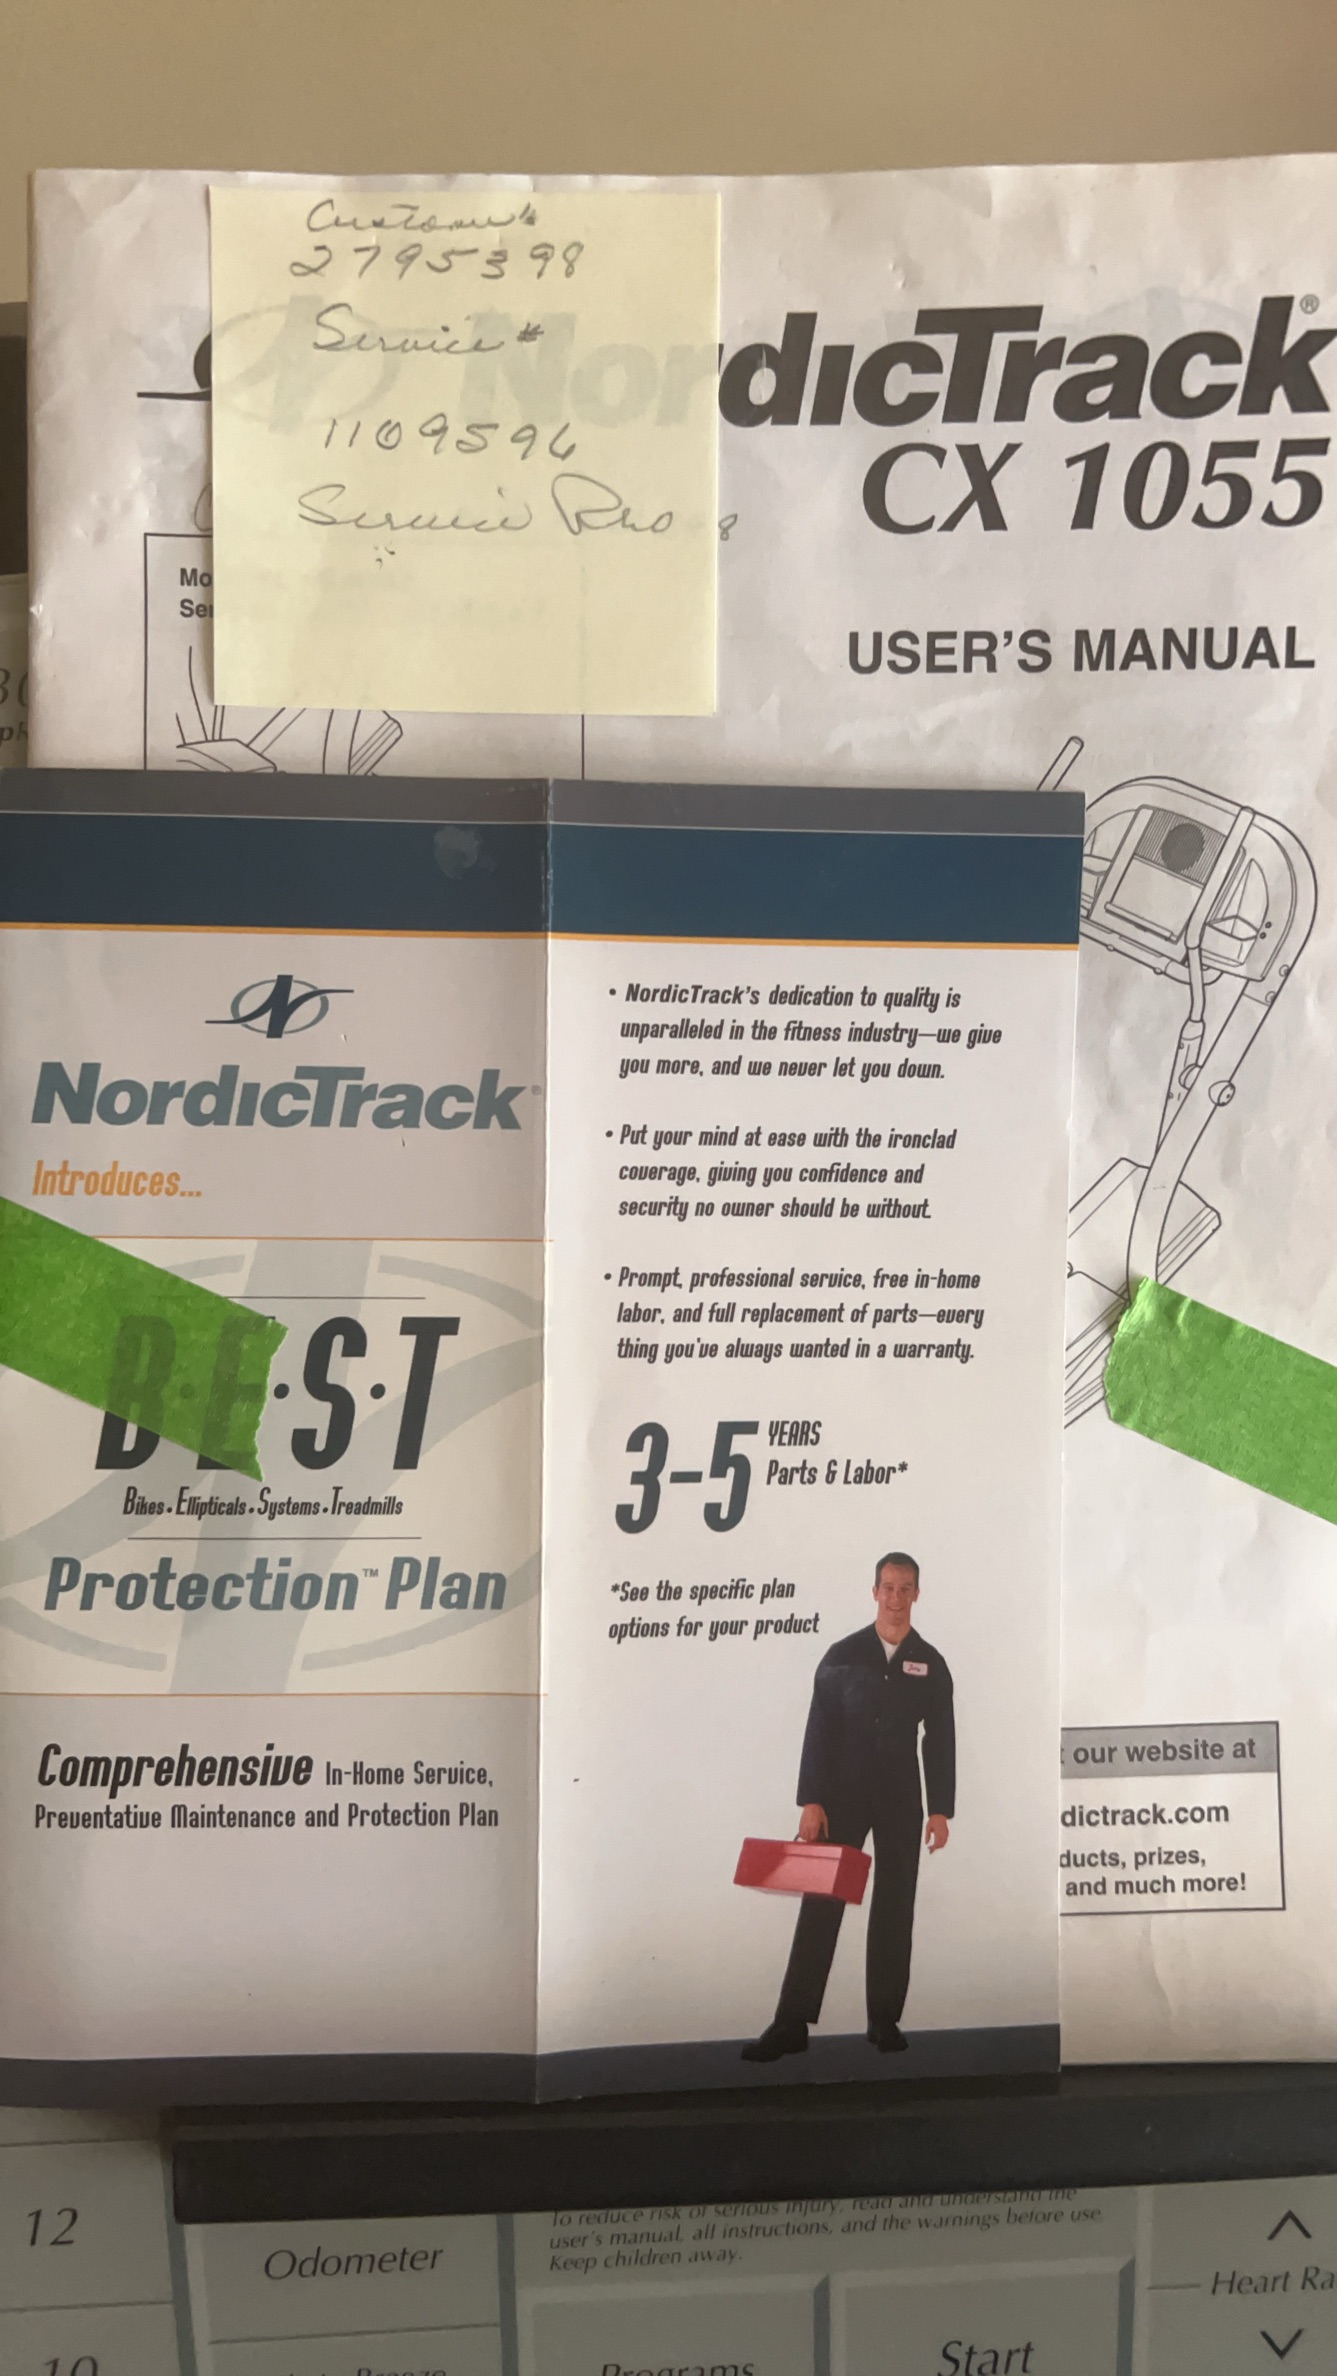 Customer #
27953 98
Service #
1109596
Service Pro
NordicTrack®
CX 1055
USER'S MANUAL
Mo
Ser
NordicTrack®
Introduces...
B·E·S·T
Bikes • Ellipticals • Systems • Treadmills
Protection™ Plan
Comprehensive In-Home Service,
Preventative Maintenance and Protection Plan
• NordicTrack's dedication to quality is
unparalleled in the fitness industry—we give
you more, and we never let you down.
• Put your mind at ease with the ironclad
coverage, giving you confidence and
security no owner should be without.
• Prompt, professional service, free in-home
labor, and full replacement of parts—every
thing you've always wanted in a warranty.
3-5 YEARS
Parts & Labor*
*See the specific plan
options for your product
our website at
dictrack.com
ducts, prizes,
and much more!
12
Odometer
To reduce risk of serious injury, read and understand the
user's manual, all instructions, and the warnings before use.
Keep children away.
Heart Ra
10
Programs
Start